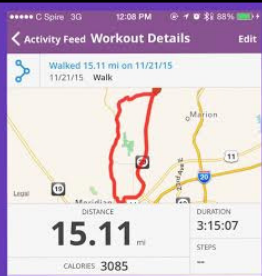 C Spire 3G 12:08 PM 88%
Activity Feed Workout Details Edit
Walked 15.11 mi on 11/21/15
11/21/15 Walk
Marion
11
20
19
Legal
Meridian
DISTANCE
15.11 mi
CALORIES 3085
DURATION
3:15:07
STEPS
--